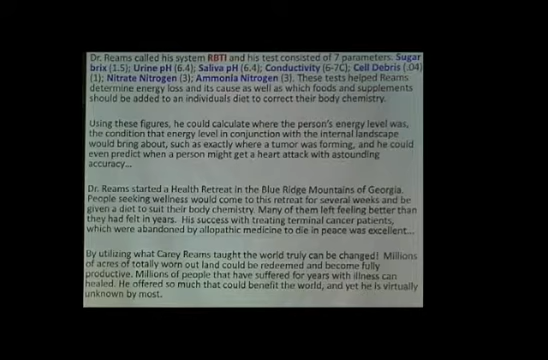 Dr. Reams called his system RBTI and his test consisted of 7 parameters. Sugar
brix (1.5); Urine pH (6.4); Saliva pH (6.4); Conductivity (6-7C); Cell Debris (.04)
(1); Nitrate Nitrogen (3); Ammonia Nitrogen (3). These tests helped Reams
determine energy loss and its cause as well as which foods and supplements
should be added to an individuals diet to correct their body chemistry.
Using these figures, he could calculate where the person's energy level was,
the condition that energy level in conjunction with the internal landscape
would bring about, such as exactly where a tumor was forming, and he could
even predict when a person might get a heart attack with astounding
accuracy...
Dr. Reams started a Health Retreat in the Blue Ridge Mountains of Georgia.
People seeking wellness would come to this retreat for several weeks and be
given a diet to suit their body chemistry. Many of them left feeling better than
they had felt in years. His success with treating terminal cancer patients,
which were abandoned by allopathic medicine to die in peace was excellent...
By utilizing what Carey Reams taught the world truly can be changed! Millions
of acres of totally worn out land could be redeemed and become fully
productive. Millions of people that have suffered for years with illness can
healed. He offered so much that could benefit the world, and yet he is virtually
unknown by most.